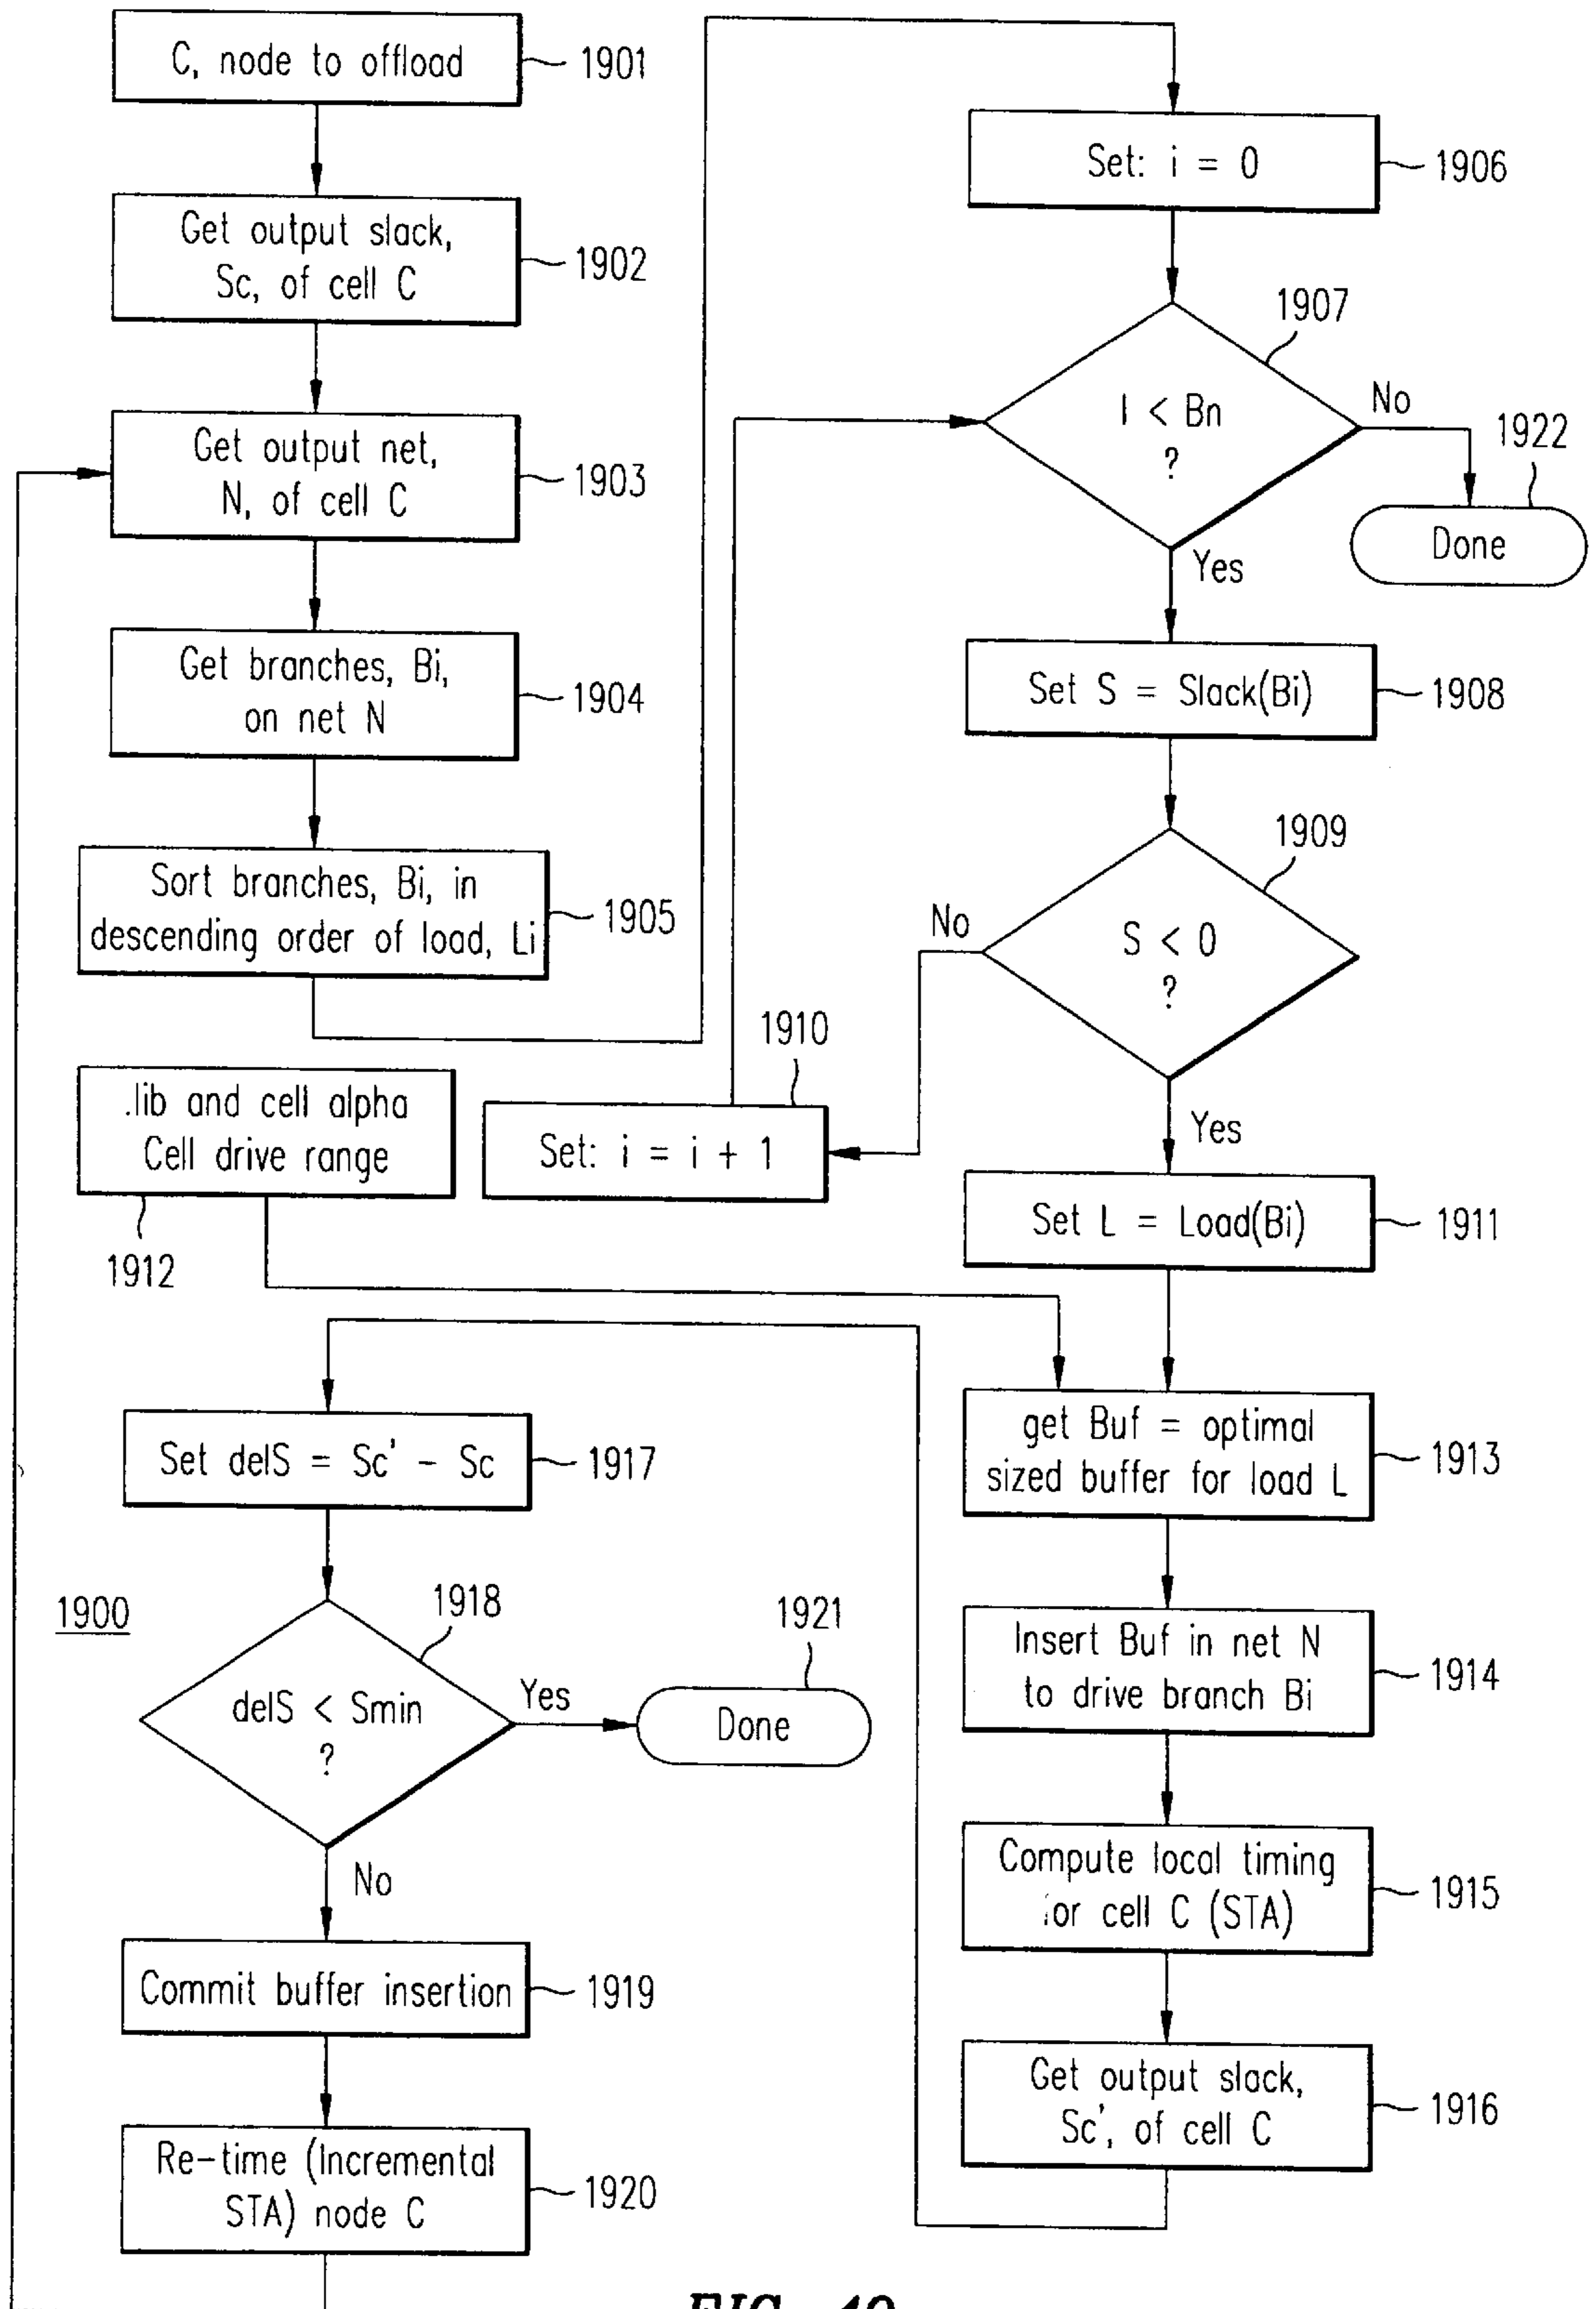 C, node to offload
1901
Get output slack,
Sc, of cell C
1902
Get output net,
N, of cell C
1903
Get branches, Bi,
on net N
1904
Sort branches, Bi, in
descending order of load, Li
1905
Set: i = 0
1906
1907
I < Bn
?
No
Yes
1922
Done
Set S = Slack(Bi)
1908
1909
S < 0
?
No
Yes
1910
Set: i = i + 1
Set L = Load(Bi)
1911
.lib and cell alpha
Cell drive range
1912
get Buf = optimal
sized buffer for load L
1913
Insert Buf in net N
to drive branch Bi
1914
Compute local timing
for cell C (STA)
1915
Get output slack,
Sc', of cell C
1916
Set delS = Sc' - Sc
1917
1900
1918
delS < Smin
?
Yes
No
1921
Done
Commit buffer insertion
1919
Re-time (Incremental
STA) node C
1920